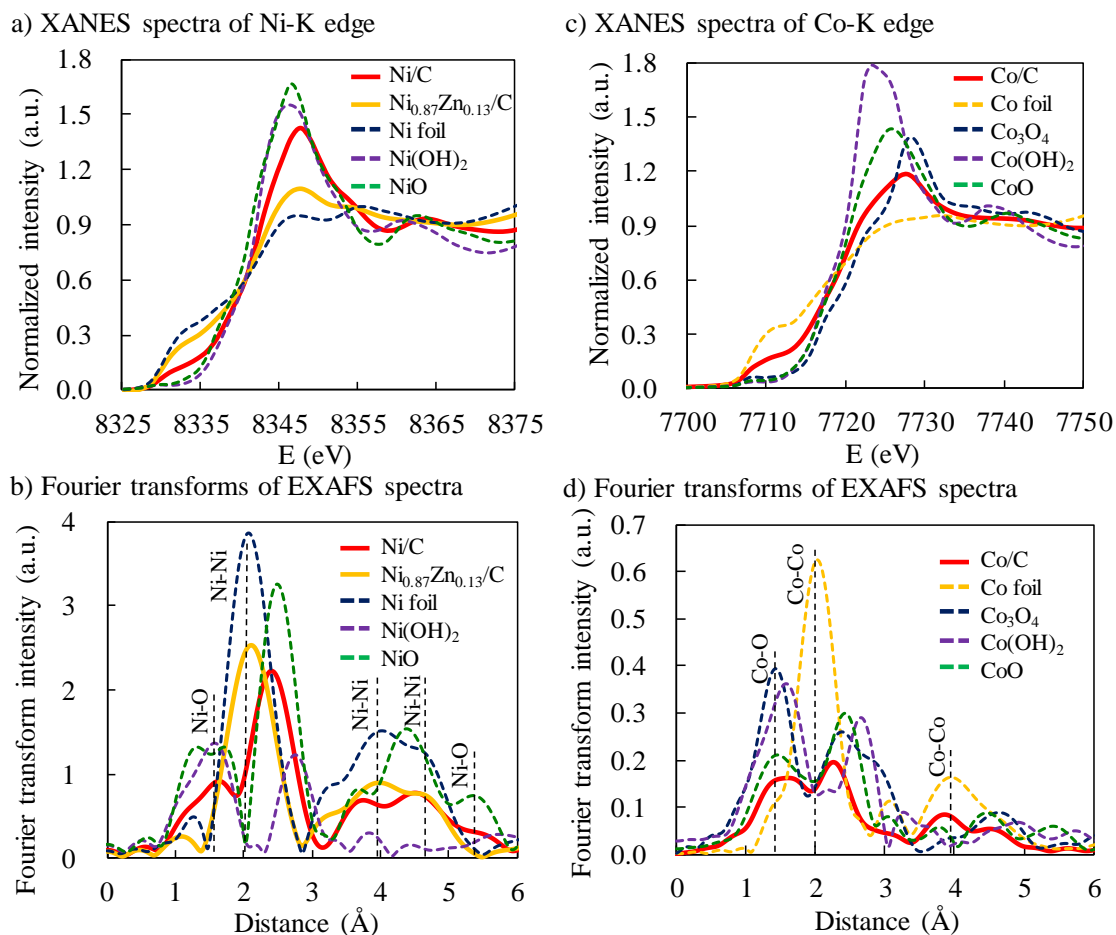 a) XANES spectra of Ni-K edge
Normalized intensity (a.u.)
1.8
1.5
1.2
0.9
0.6
0.3
0.0
Ni/C
Ni₀.₈₇Zn₀.₁₃/C
Ni foil
Ni(OH)₂
NiO
8325 8335 8345 8355 8365 8375
E (eV)
c) XANES spectra of Co-K edge
Normalized intensity (a.u.)
1.8
1.5
1.2
0.9
0.6
0.3
0.0
Co/C
Co foil
Co₃O₄
Co(OH)₂
CoO
7700 7710 7720 7730 7740 7750
E (eV)
b) Fourier transforms of EXAFS spectra
Fourier transform intensity (a.u.)
4
3
2
1
0
Ni-O
Ni-Ni
Ni-Ni
Ni-Ni
Ni-O
Ni/C
Ni₀.₈₇Zn₀.₁₃/C
Ni foil
Ni(OH)₂
NiO
0 1 2 3 4 5 6
Distance (Å)
d) Fourier transforms of EXAFS spectra
Fourier transform intensity (a.u.)
0.7
0.6
0.5
0.4
0.3
0.2
0.1
0.0
Co-O
Co-Co
Co-Co
Co/C
Co foil
Co₃O₄
Co(OH)₂
CoO
0 1 2 3 4 5 6
Distance (Å)